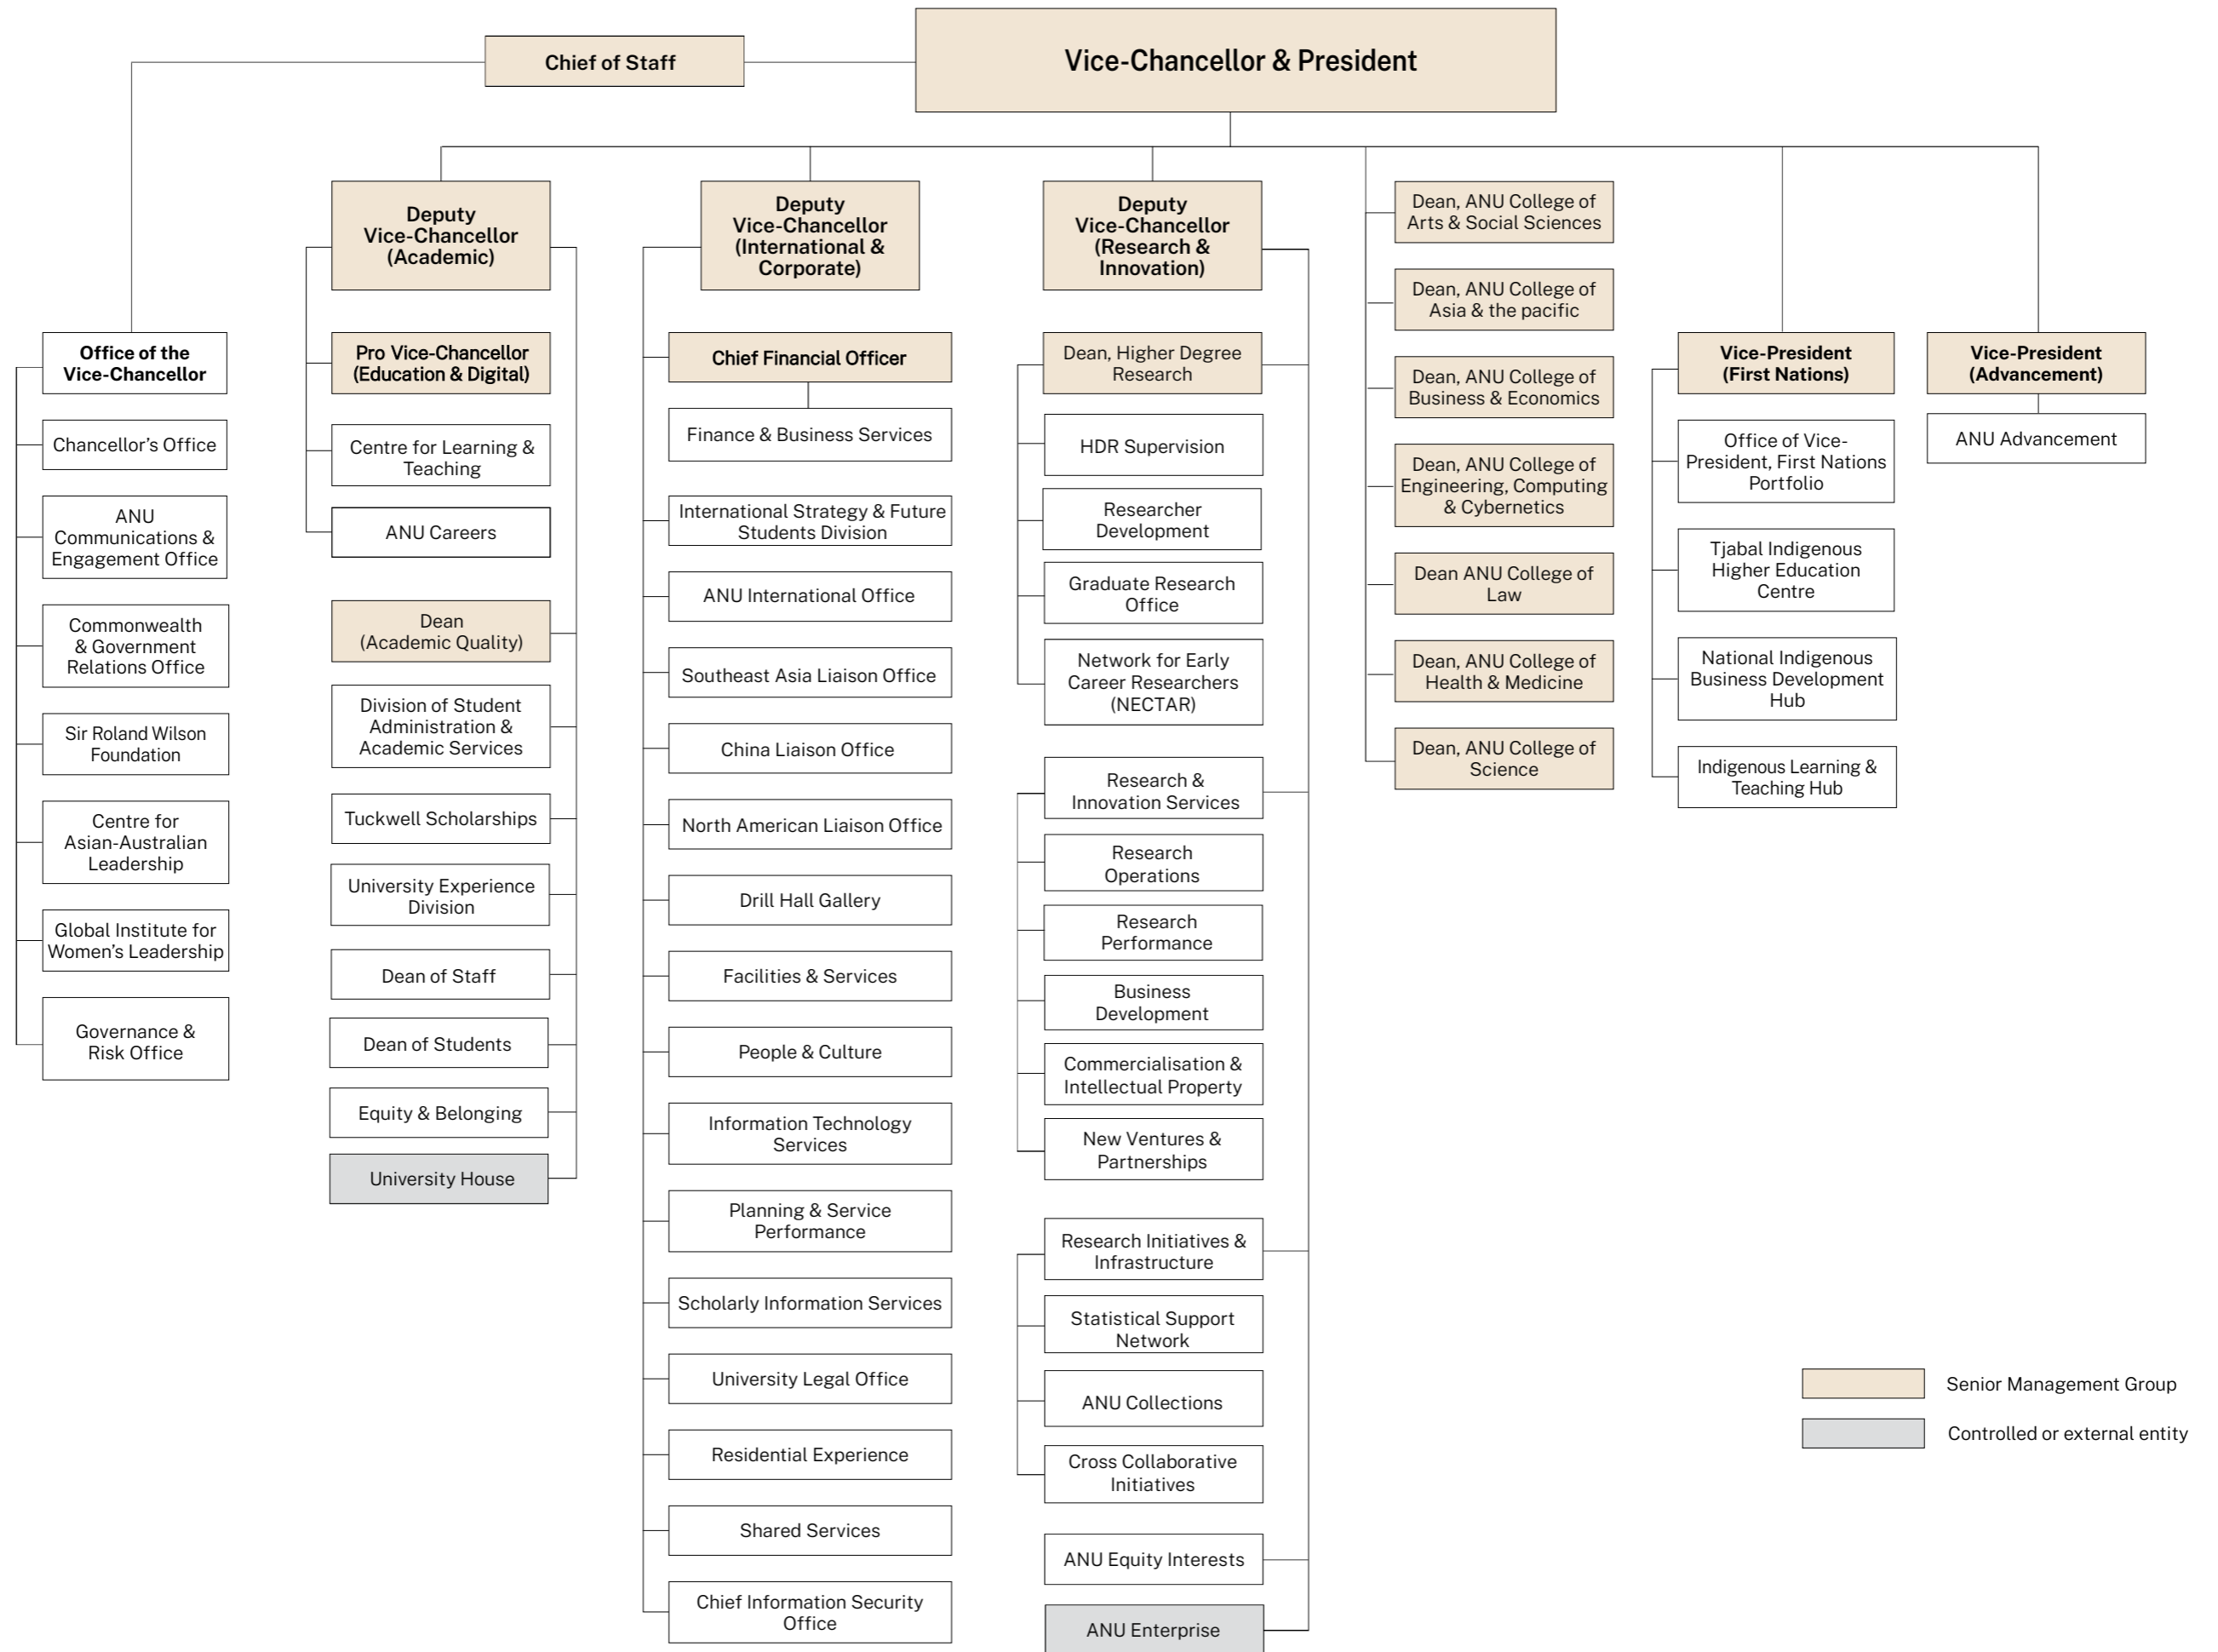 Chief of Staff
Vice-Chancellor & President
Office of the
Vice-Chancellor
Chancellor’s Office
ANU
Communications &
Engagement Office
Commonwealth
& Government
Relations Office
Sir Roland Wilson
Foundation
Centre for
Asian-Australian
Leadership
Global Institute for
Women’s Leadership
Governance &
Risk Office
Deputy
Vice-Chancellor
(Academic)
Pro Vice-Chancellor
(Education & Digital)
Centre for Learning &
Teaching
ANU Careers
Dean
(Academic Quality)
Division of Student
Administration &
Academic Services
Tuckwell Scholarships
University Experience
Division
Dean of Staff
Dean of Students
Equity & Belonging
University House
Deputy
Vice-Chancellor
(International &
Corporate)
Chief Financial Officer
Finance & Business Services
International Strategy & Future
Students Division
ANU International Office
Southeast Asia Liaison Office
China Liaison Office
North American Liaison Office
Drill Hall Gallery
Facilities & Services
People & Culture
Information Technology
Services
Planning & Service
Performance
Scholarly Information Services
University Legal Office
Residential Experience
Shared Services
Chief Information Security
Office
Deputy
Vice-Chancellor
(Research &
Innovation)
Dean, Higher Degree
Research
HDR Supervision
Researcher
Development
Graduate Research
Office
Network for Early
Career Researchers
(NECTAR)
Research &
Innovation Services
Research
Operations
Research
Performance
Business
Development
Commercialisation &
Intellectual Property
New Ventures &
Partnerships
Research Initiatives &
Infrastructure
Statistical Support
Network
ANU Collections
Cross Collaborative
Initiatives
ANU Equity Interests
ANU Enterprise
Dean, ANU College of
Arts & Social Sciences
Dean, ANU College of
Asia & the pacific
Dean, ANU College of
Business & Economics
Dean, ANU College of
Engineering, Computing
& Cybernetics
Dean ANU College of
Law
Dean, ANU College of
Health & Medicine
Dean, ANU College of
Science
Vice-President
(First Nations)
Office of Vice-
President, First Nations
Portfolio
Tjabal Indigenous
Higher Education
Centre
National Indigenous
Business Development
Hub
Indigenous Learning &
Teaching Hub
Vice-President
(Advancement)
ANU Advancement
Senior Management Group
Controlled or external entity